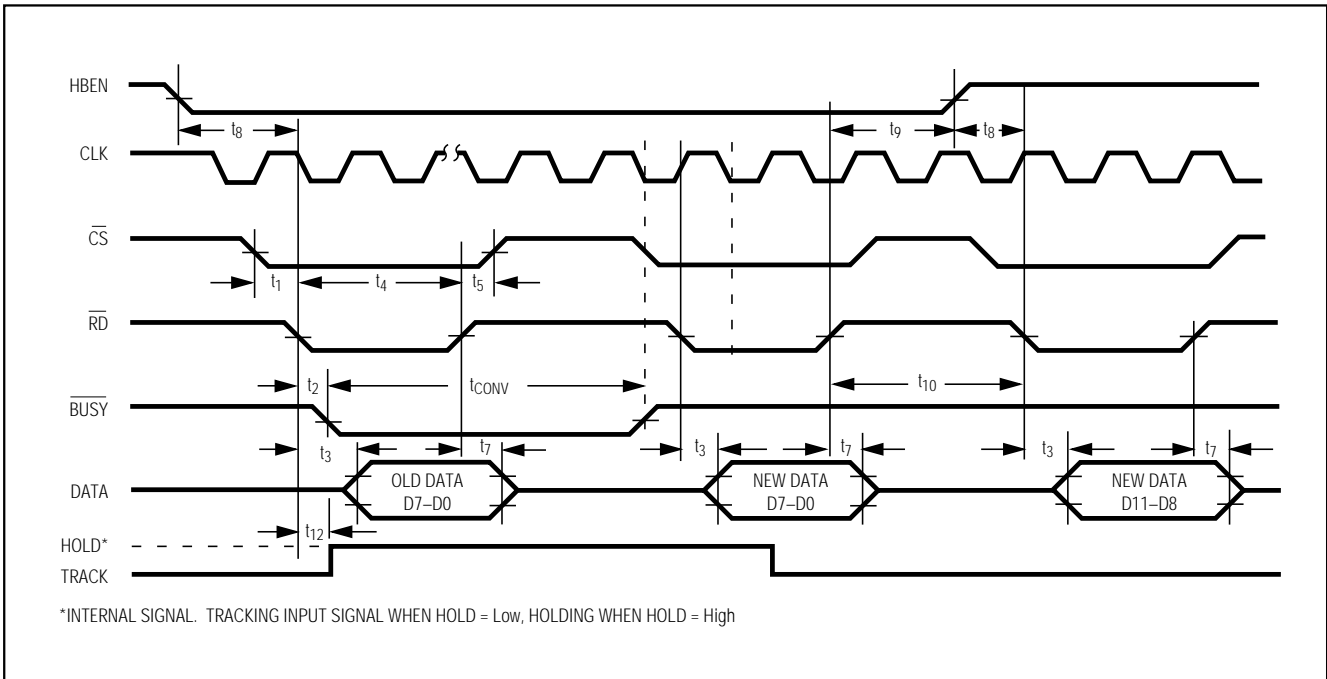 HBEN
t8 t9 t8
CLK
CS
t1 t4 t5
RD
t2 tCONV t10
BUSY
t3 t7 t3 t7 t3 t7
DATA
OLD DATA
D7–D0
NEW DATA
D7–D0
NEW DATA
D11–D8
t12
HOLD*
TRACK
*INTERNAL SIGNAL. TRACKING INPUT SIGNAL WHEN HOLD = Low, HOLDING WHEN HOLD = High